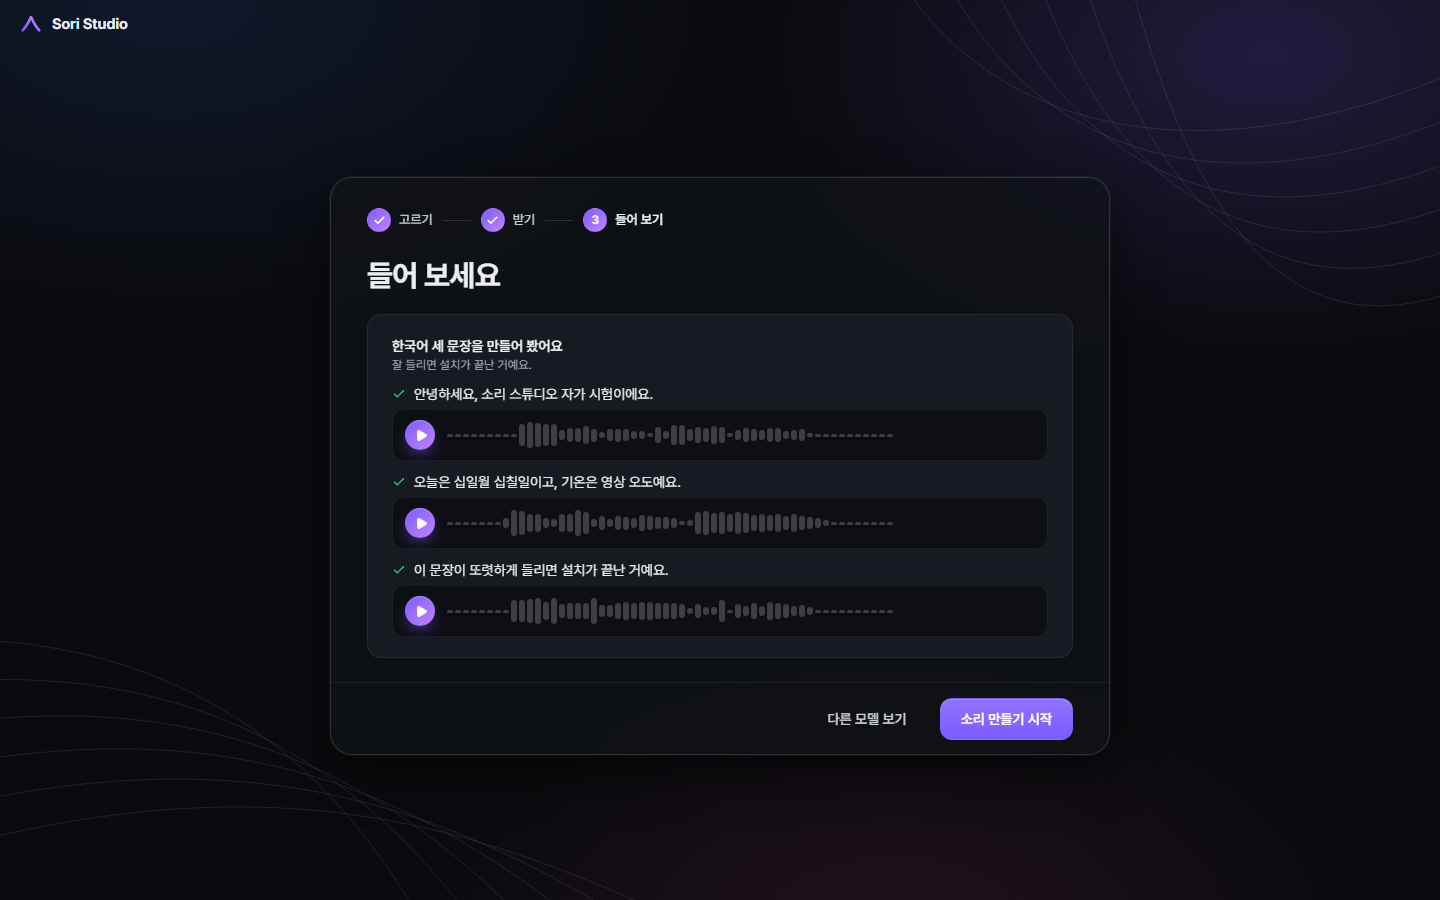 Sori Studio
고르기
받기
3 들어 보기
들어 보세요
한국어 세 문장을 만들어 봤어요
잘 들리면 설치가 끝난 거예요.
안녕하세요, 소리 스튜디오 자가 시험이에요.
오늘은 십일월 십칠일이고, 기온은 영상 오도예요.
이 문장이 또렷하게 들리면 설치가 끝난 거예요.
다른 모델 보기
소리 만들기 시작